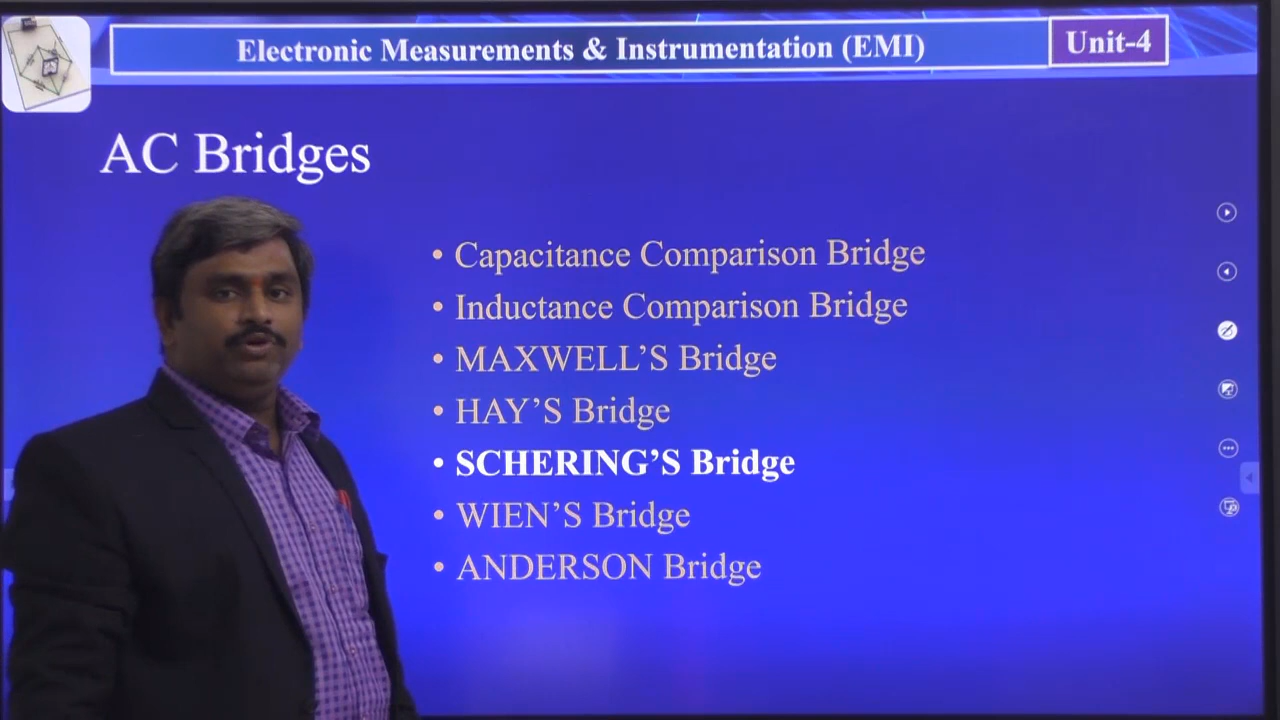 Electronic Measurements & Instrumentation (EMI)
Unit-4
AC Bridges
• Capacitance Comparison Bridge
• Inductance Comparison Bridge
• MAXWELL'S Bridge
• HAY'S Bridge
• SCHERING'S Bridge
• WIEN'S Bridge
• ANDERSON Bridge